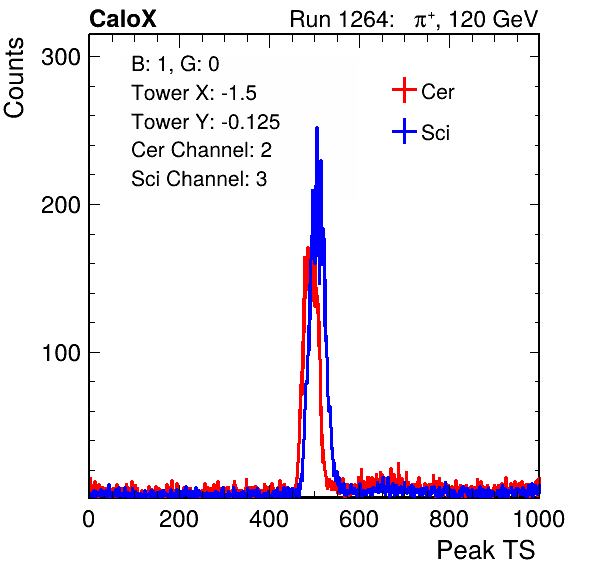 CaloX Run 1264: π⁺, 120 GeV
Counts
B: 1, G: 0
Tower X: -1.5
Tower Y: -0.125
Cer Channel: 2
Sci Channel: 3
Cer
Sci
300
200
100
0 200 400 600 800 1000
Peak TS